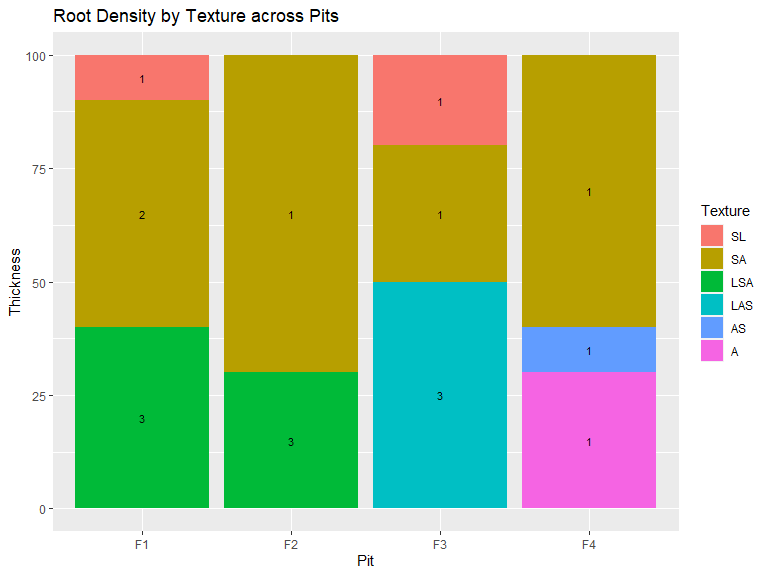 Root Density by Texture across Pits
Thickness
100
75
50
25
0
1
2
3
1
3
1
1
3
1
1
1
F1
F2
F3
F4
Pit
Texture
SL
SA
LSA
LAS
AS
A